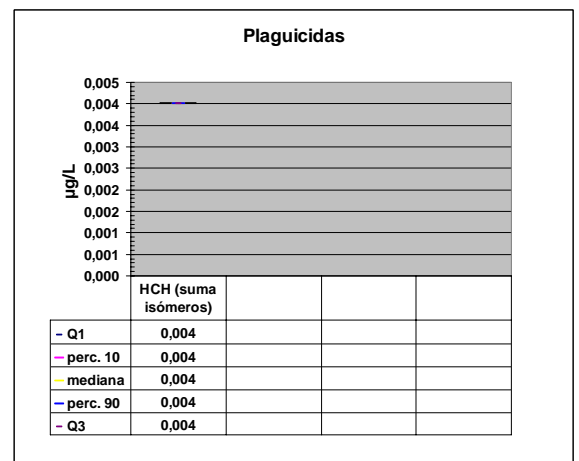 Plaguicidas
µg/L
0,005
0,004
0,004
0,003
0,003
0,002
0,002
0,001
0,001
0,000
HCH (suma
isómeros)
Q1 0,004
perc. 10 0,004
mediana 0,004
perc. 90 0,004
Q3 0,004